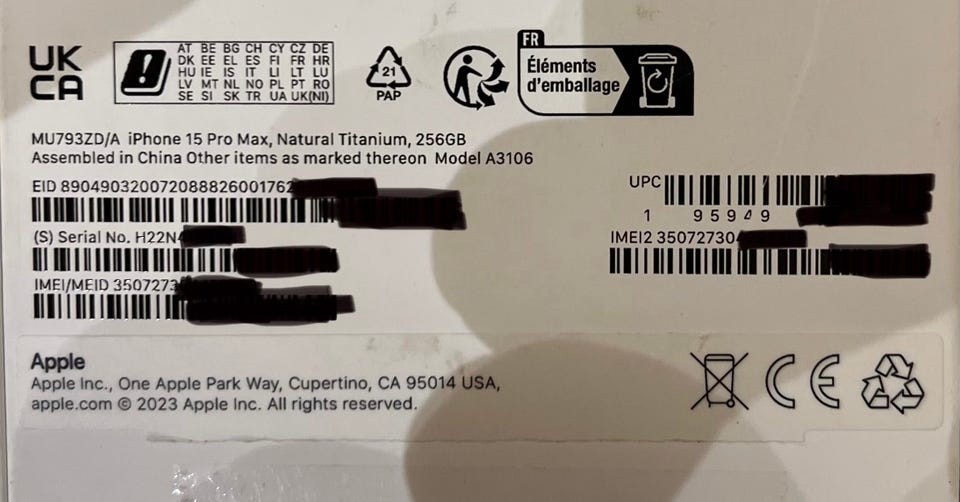 UK
CA
AT BE BG CH CY CZ DE
DK EE EL ES FI FR HR
HU IE IS IT LI LT LU
LV MT NL NO PL PT RO
SE SI SK TR UA UK(NI)
21
PAP
FR
Éléments
d'emballage
MU793ZD/A iPhone 15 Pro Max, Natural Titanium, 256GB
Assembled in China Other items as marked thereon Model A3106
EID 890490320072088826001762
UPC
1 95949
(S) Serial No. H22N
IMEI2 35072730
IMEI/MEID 3507273
Apple
Apple Inc., One Apple Park Way, Cupertino, CA 95014 USA,
apple.com © 2023 Apple Inc. All rights reserved.
CE